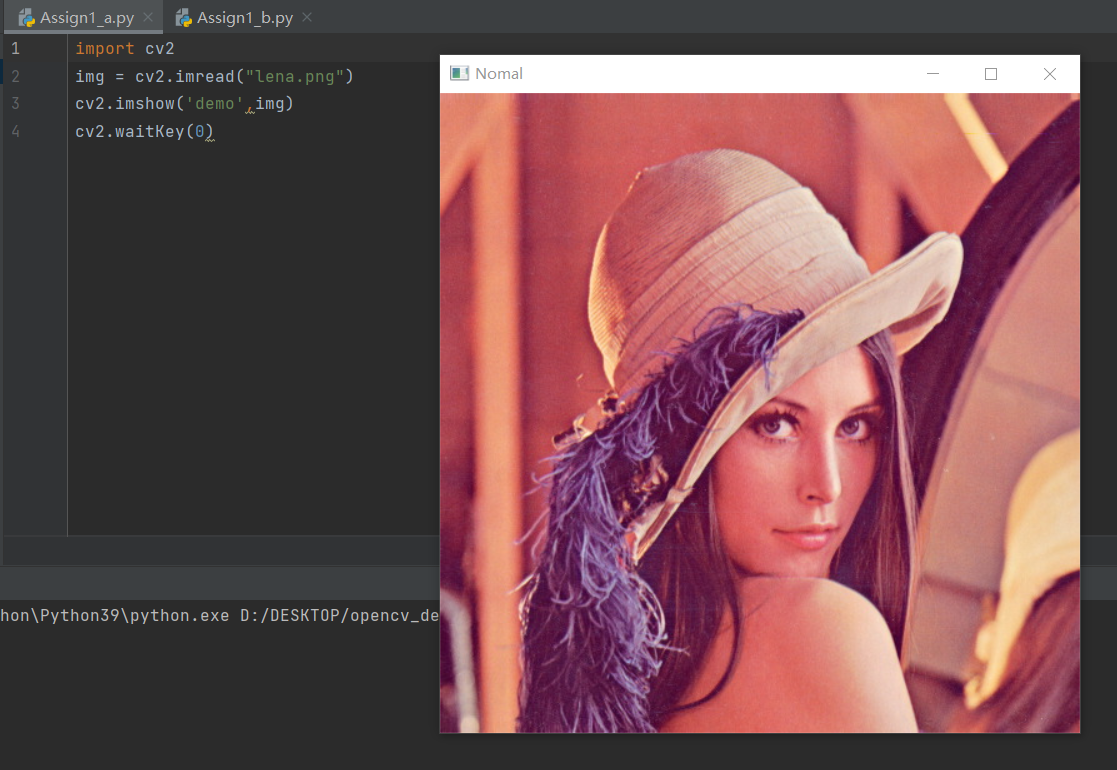 Assign1_a.py Assign1_b.py
1 import cv2
2 img = cv2.imread("lena.png")
3 cv2.imshow('demo',img)
4 cv2.waitKey(0)
Nomal
hon\Python39\python.exe D:/DESKTOP/opencv_de